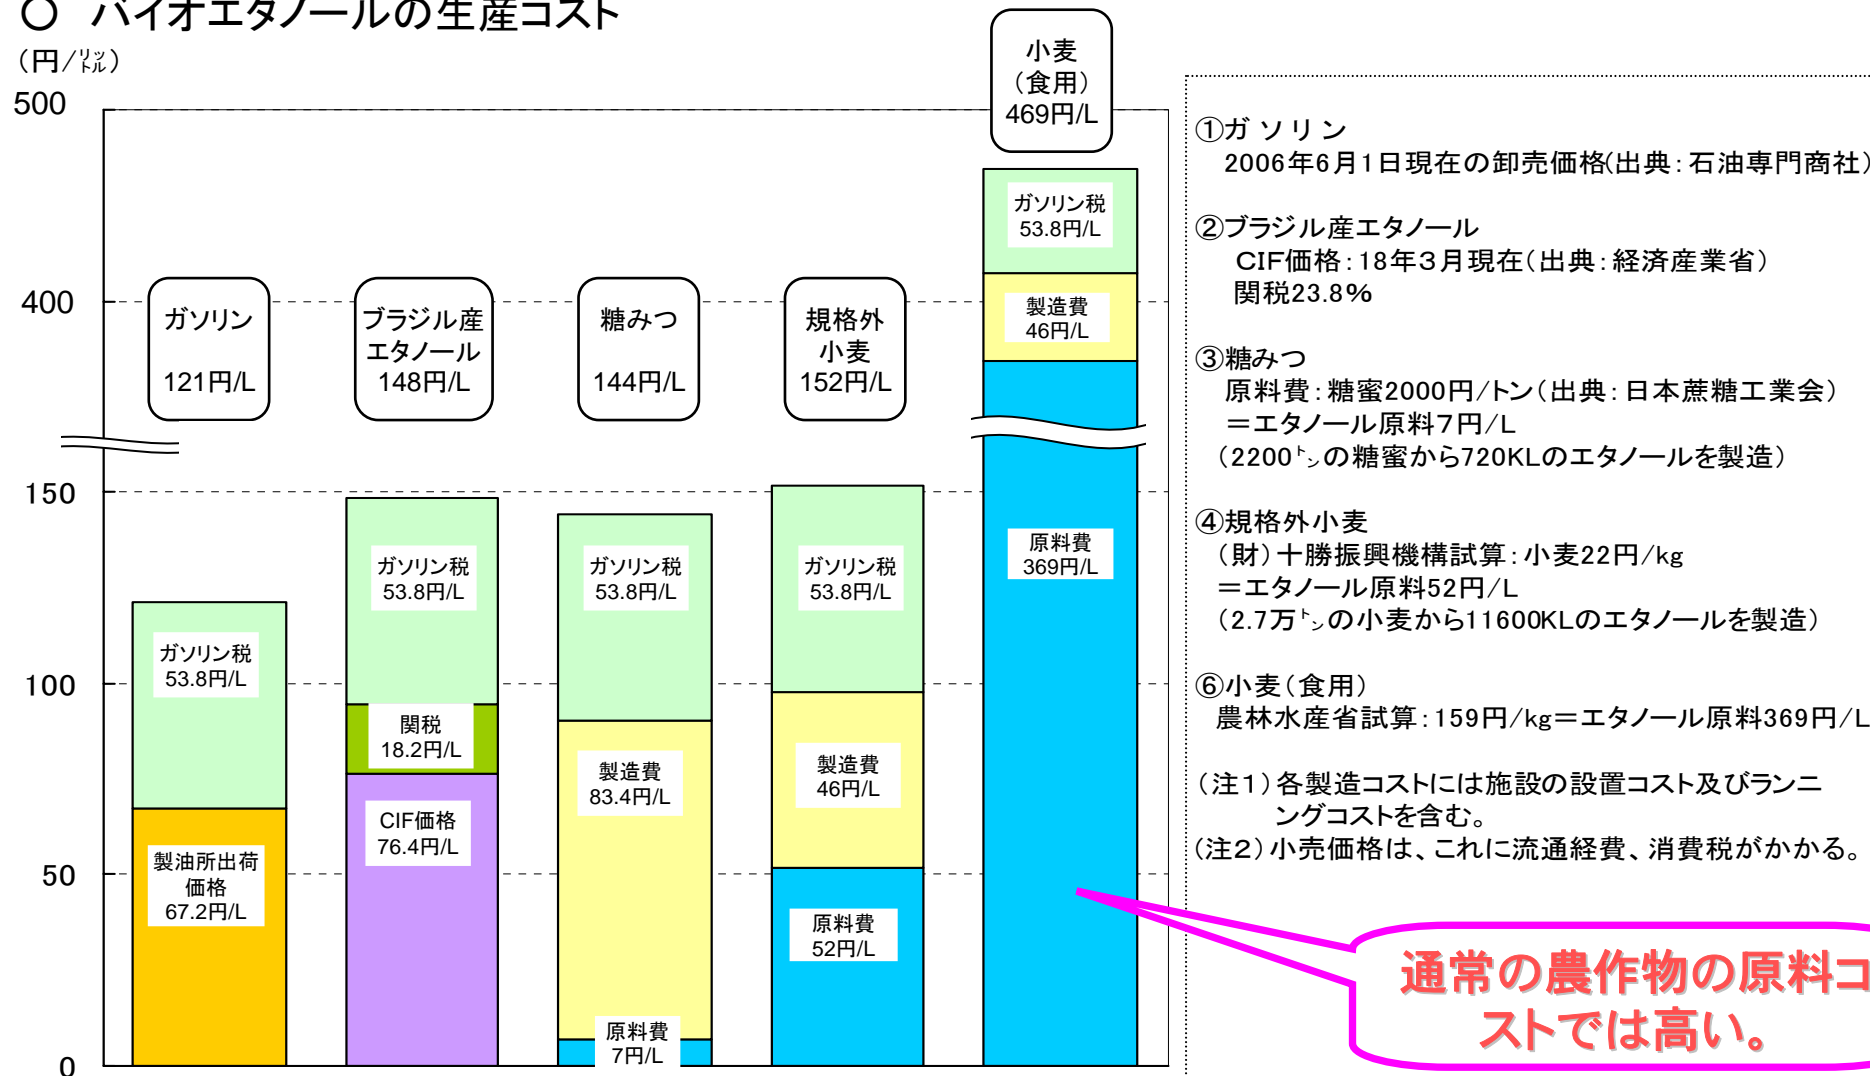 ○ バイオエタノールの生産コスト
(円/リットル)
500
400
150
100
50
0
ガソリン
121円/L
ブラジル産
エタノール
148円/L
糖みつ
144円/L
規格外
小麦
152円/L
小麦
(食用)
469円/L
ガソリン税
53.8円/L
製油所出荷
価格
67.2円/L
ガソリン税
53.8円/L
関税
18.2円/L
CIF価格
76.4円/L
ガソリン税
53.8円/L
製造費
83.4円/L
原料費
7円/L
ガソリン税
53.8円/L
製造費
46円/L
原料費
52円/L
ガソリン税
53.8円/L
製造費
46円/L
原料費
369円/L
①ガソリン
2006年6月1日現在の卸売価格(出典:石油専門商社)
②ブラジル産エタノール
CIF価格:18年3月現在(出典:経済産業省)
関税23.8%
③糖みつ
原料費:糖蜜2000円/トン(出典:日本蔗糖工業会)
=エタノール原料7円/L
(2200トンの糖蜜から720KLのエタノールを製造)
④規格外小麦
(財)十勝振興機構試算:小麦22円/kg
=エタノール原料52円/L
(2.7万トンの小麦から11600KLのエタノールを製造)
⑥小麦(食用)
農林水産省試算:159円/kg=エタノール原料369円/L
(注1)各製造コストには施設の設置コスト及びランニ
ングコストを含む。
(注2)小売価格は、これに流通経費、消費税がかかる。
通常の農作物の原料コ
ストでは高い。